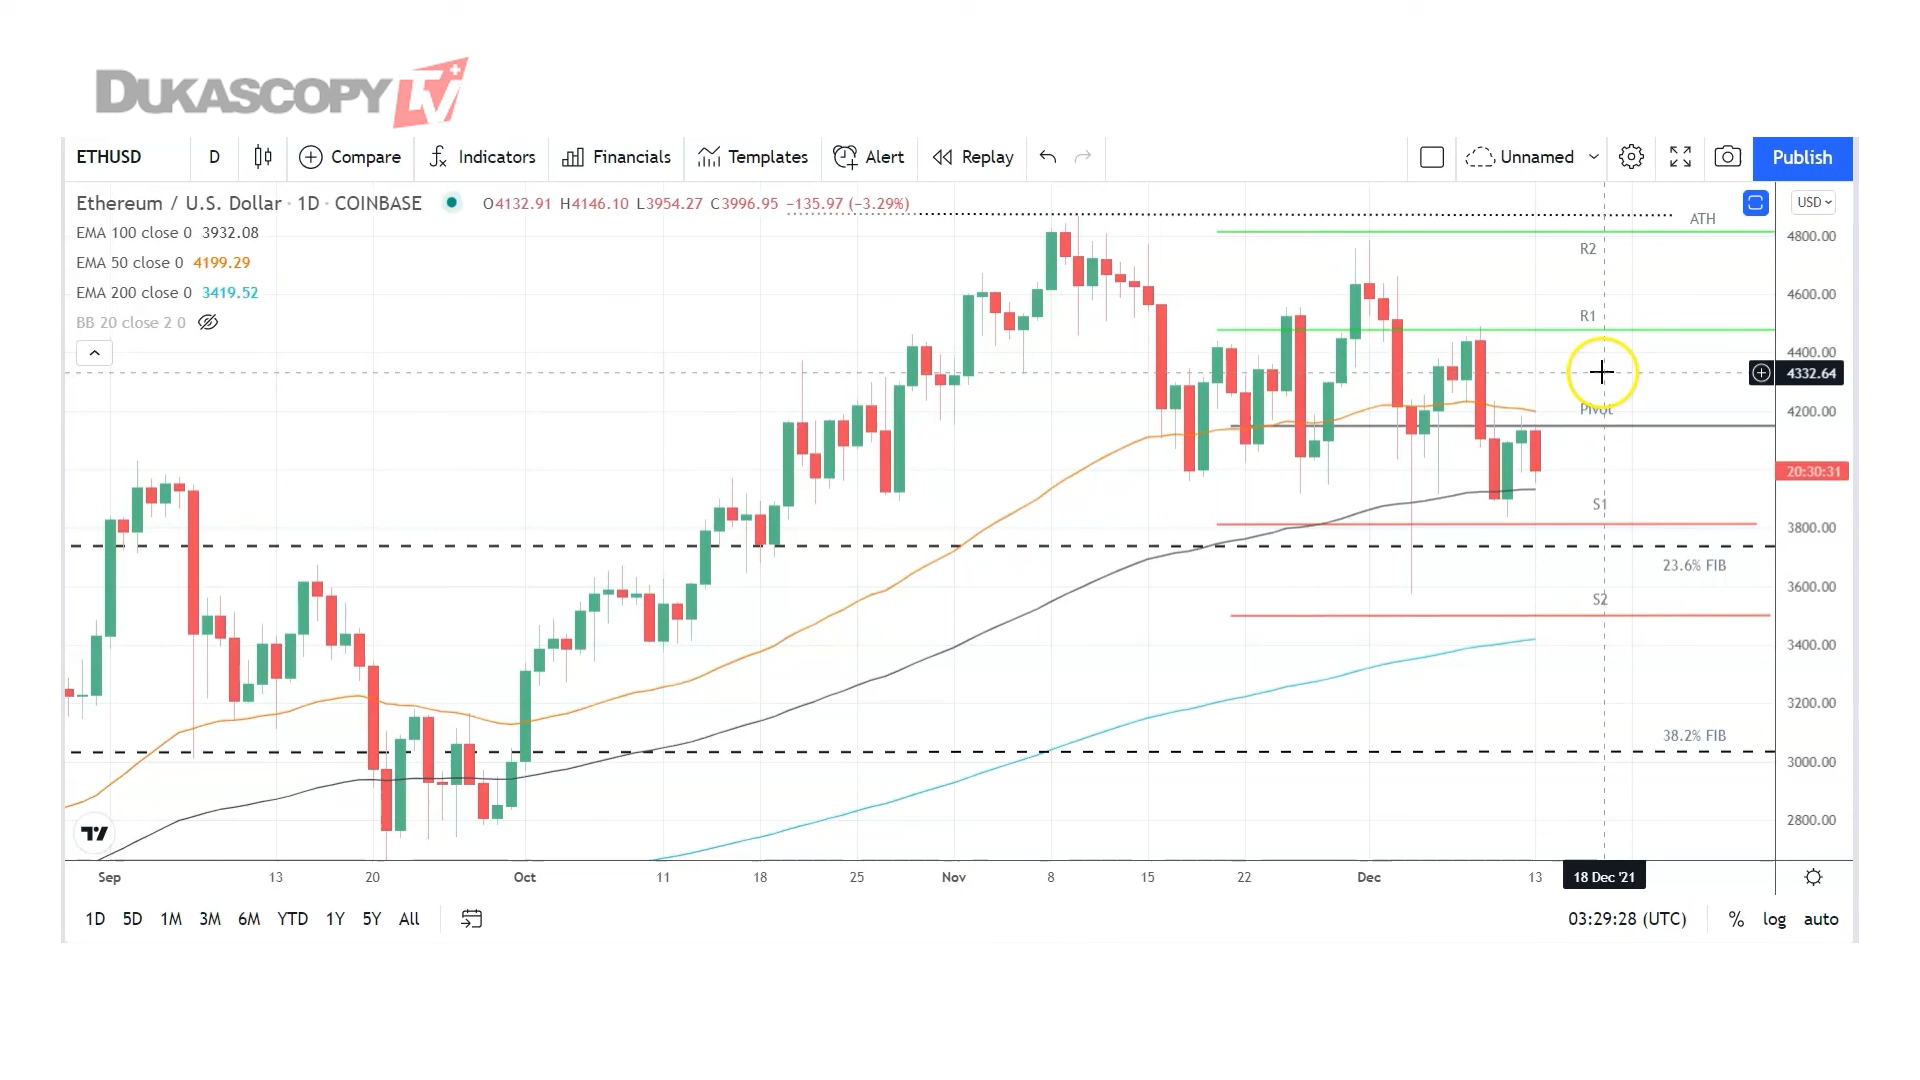 DUKASCOPY TV
ETHUSD D Compare Indicators Financials Templates Alert Replay Unnamed Publish
Ethereum / U.S. Dollar · 1D · COINBASE O4132.91 H4146.10 L3954.27 C3996.95 −135.97 (−3.29%)
USD
EMA 100 close 0 3932.08
EMA 50 close 0 4199.29
EMA 200 close 0 3419.52
BB 20 close 2 0
ATH
4800.00
R2
4600.00
R1
4400.00
4332.64
Pivot
4200.00
20:30:31
S1
3800.00
23.6% FIB
3600.00
S2
3400.00
3200.00
38.2% FIB
3000.00
2800.00
Sep 13 20 Oct 11 18 25 Nov 8 15 22 Dec 13 18 Dec '21
1D 5D 1M 3M 6M YTD 1Y 5Y All 03:29:28 (UTC) % log auto